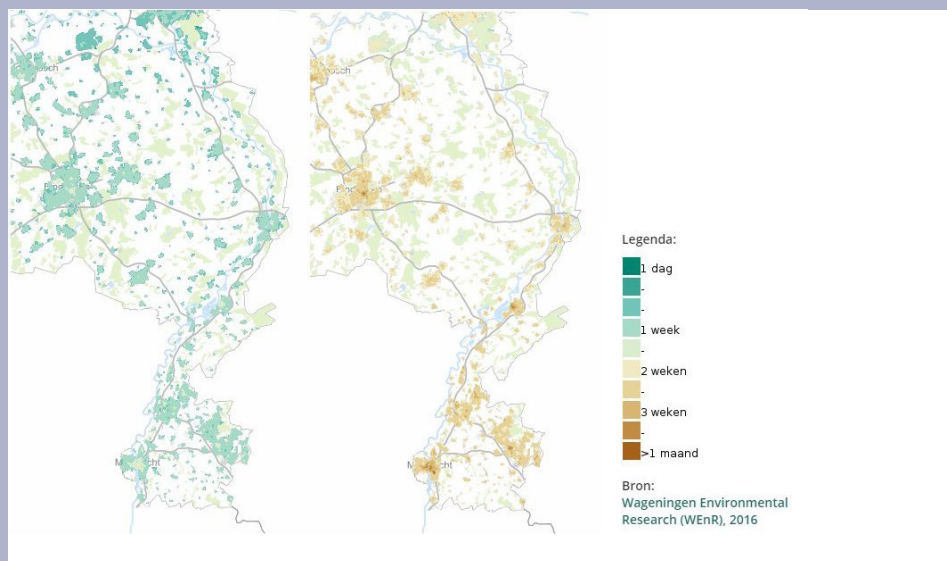 Legenda:
1 dag
-
-
1 week
-
2 weken
-
3 weken
-
>1 maand
Bron:
Wageningen Environmental
Research (WEnR), 2016